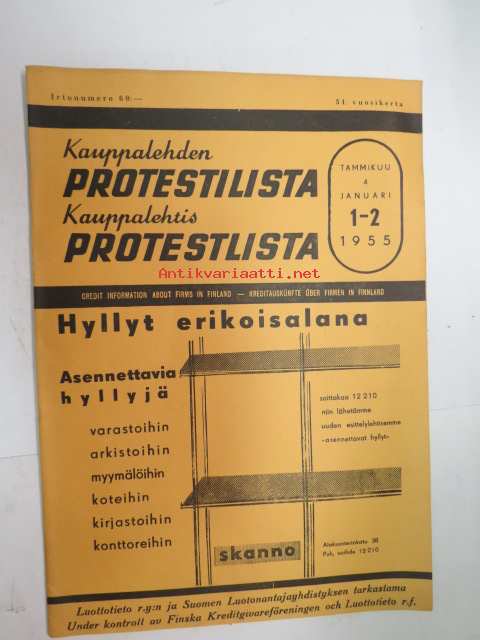 Irtonumero 60:—
51. vuosikerta
Kauppalehden
PROTESTILISTA
Kauppalehtis
PROTESTLISTA
TAMMIKUU
4
JANUARI
1-2
1955
Antikvariaatti.net
CREDIT INFORMATION ABOUT FIRMS IN FINLAND — KREDITAUSKÜNFTE ÜBER FIRMEN IN FINNLAND
Hyllyt erikoisalana
Asennettavia
hyllyjä
varastoihin
arkistoihin
myymälöihin
koteihin
kirjastoihin
konttoreihin
soittakaa 12 210
niin lähetämme
uuden esittelylehtisemme
-asennettavat hyllyt-
skanno
Aleksanterinkatu 38
Puh. vaihde 12 210
Luottotieto r.y:n ja Suomen Luotonantajayhdistyksen tarkastama
Under kontroll av Finska Kreditgivareföreningen och Luottotieto r.f.